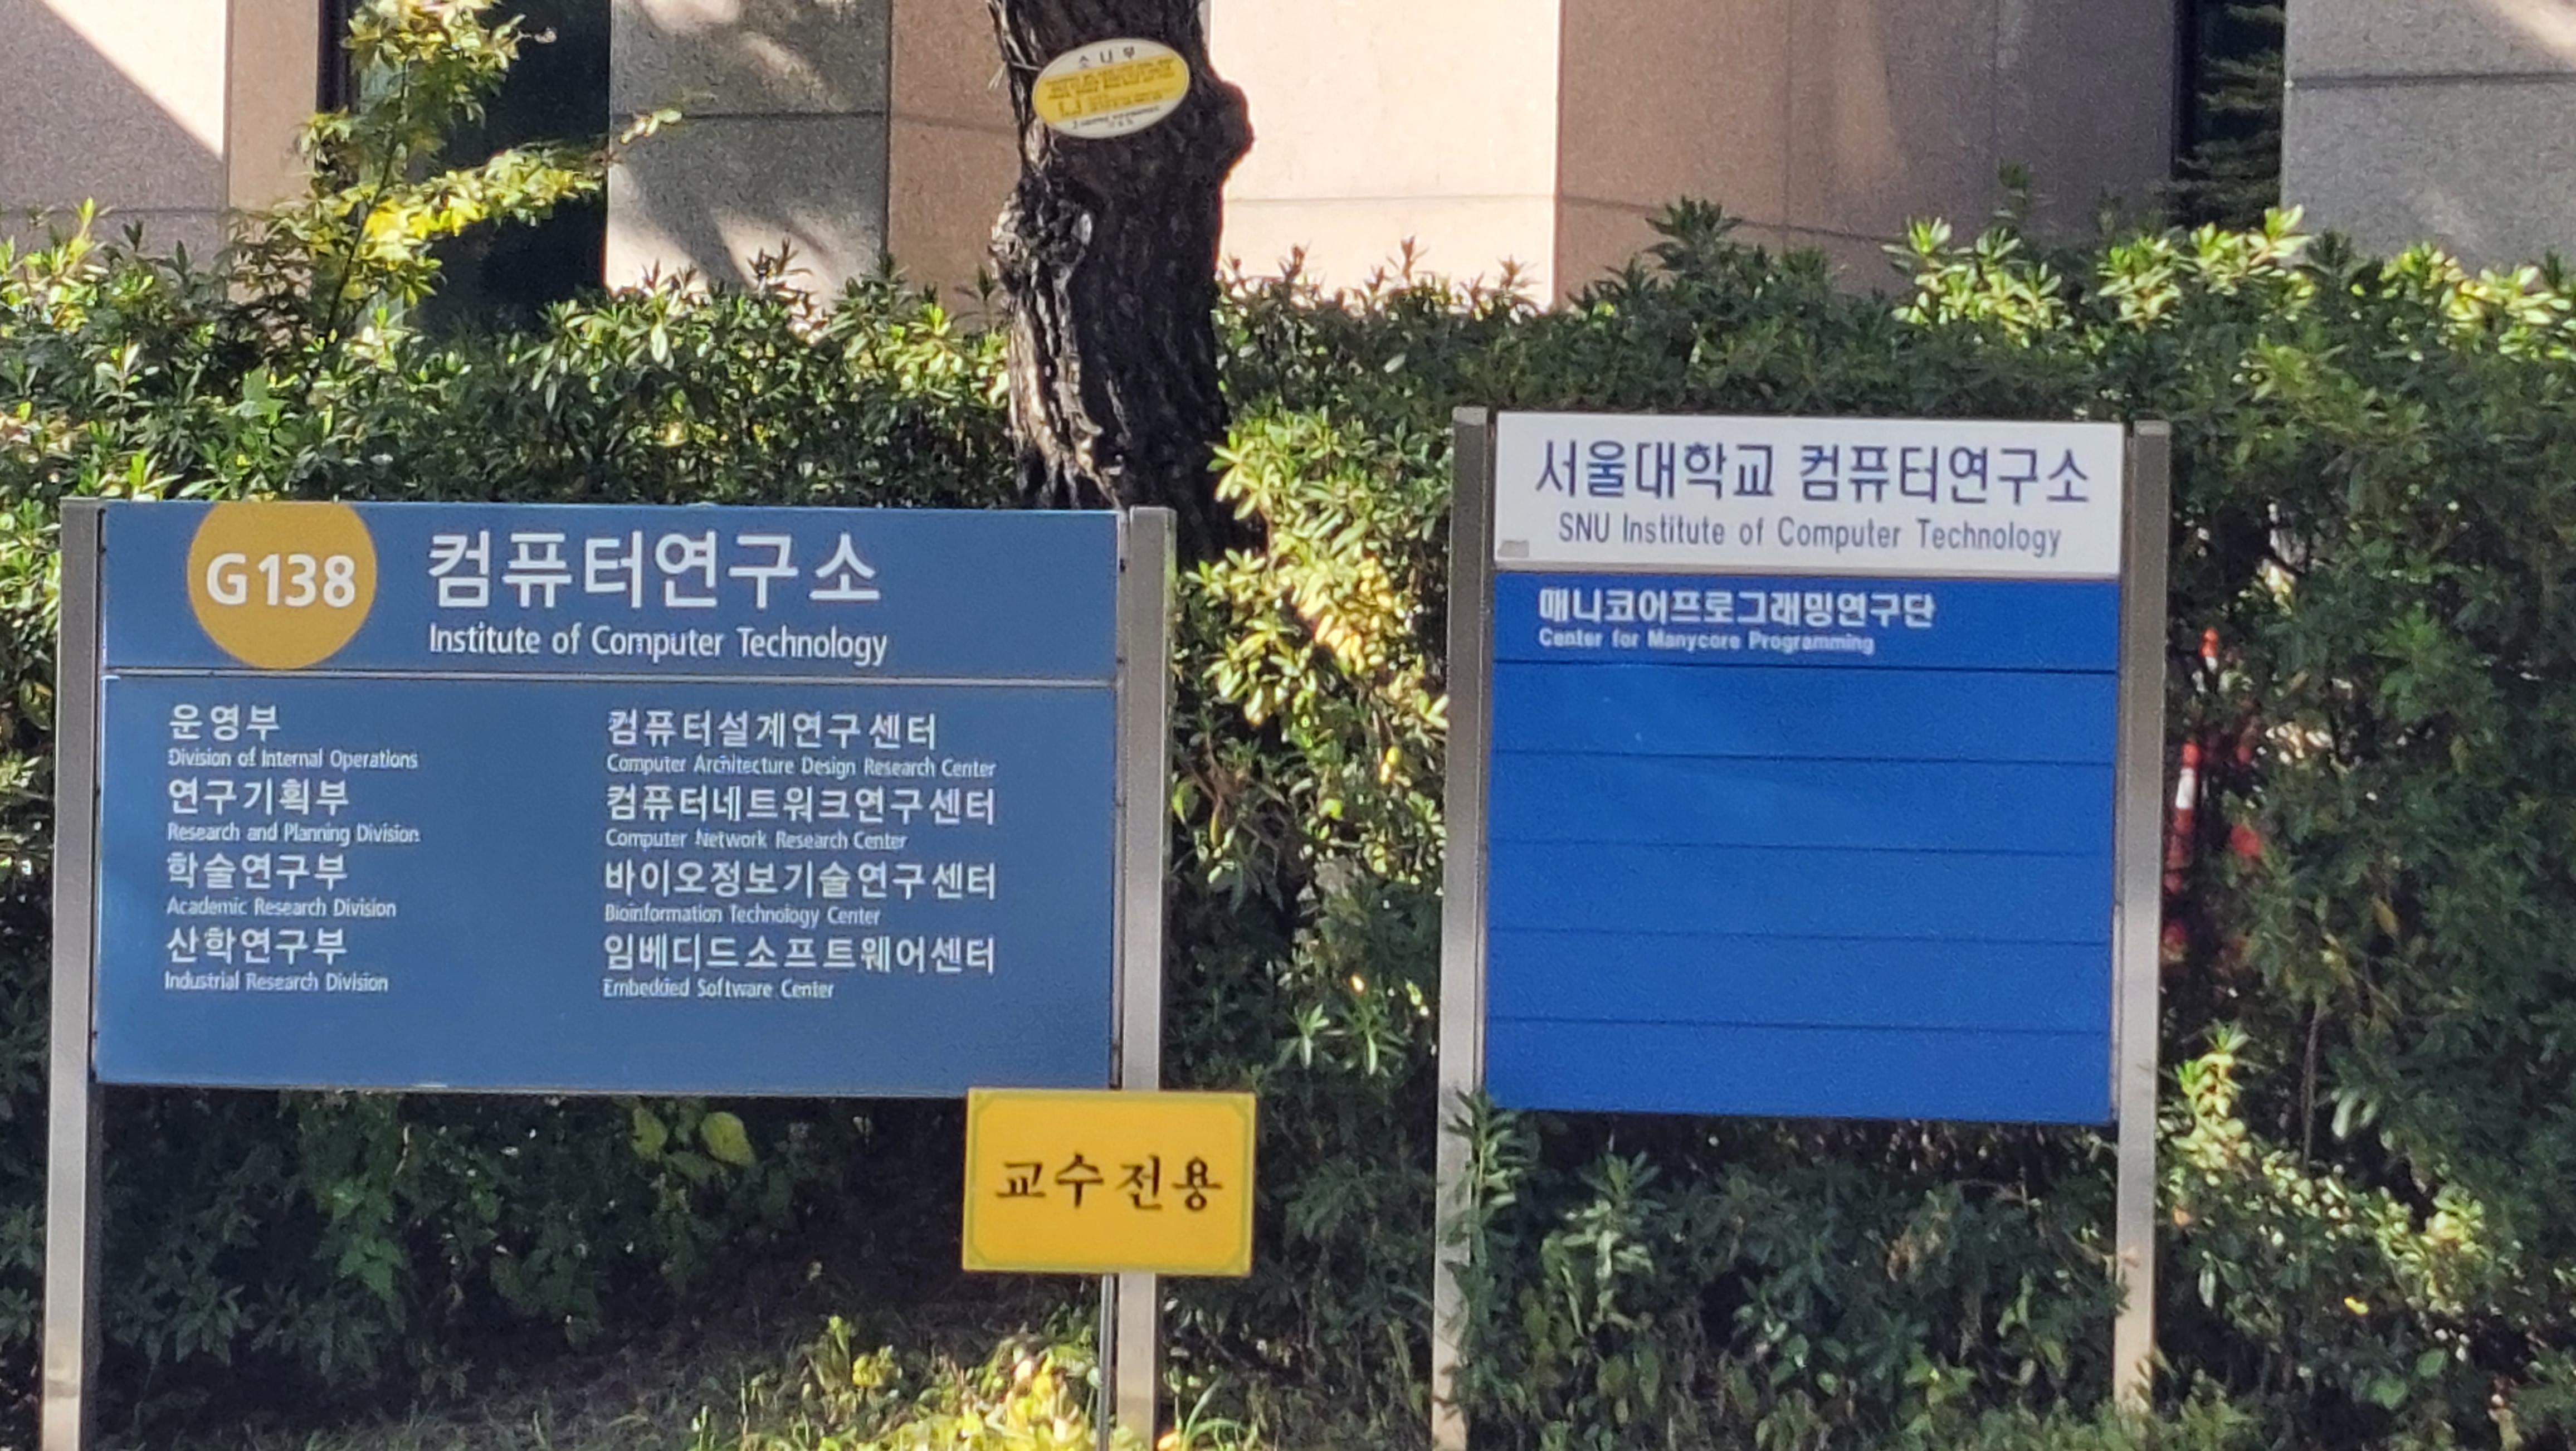 소나무
G138
컴퓨터연구소
Institute of Computer Technology
운영부
Division of Internal Operations
연구기획부
Research and Planning Division
학술연구부
Academic Research Division
산학연구부
Industrial Research Division
컴퓨터설계연구센터
Computer Architecture Design Research Center
컴퓨터네트워크연구센터
Computer Network Research Center
바이오정보기술연구센터
Bioinformation Technology Center
임베디드소프트웨어센터
Embedded Software Center
교수전용
서울대학교 컴퓨터연구소
SNU Institute of Computer Technology
매니코어프로그래밍연구단
Center for Manycore Programming